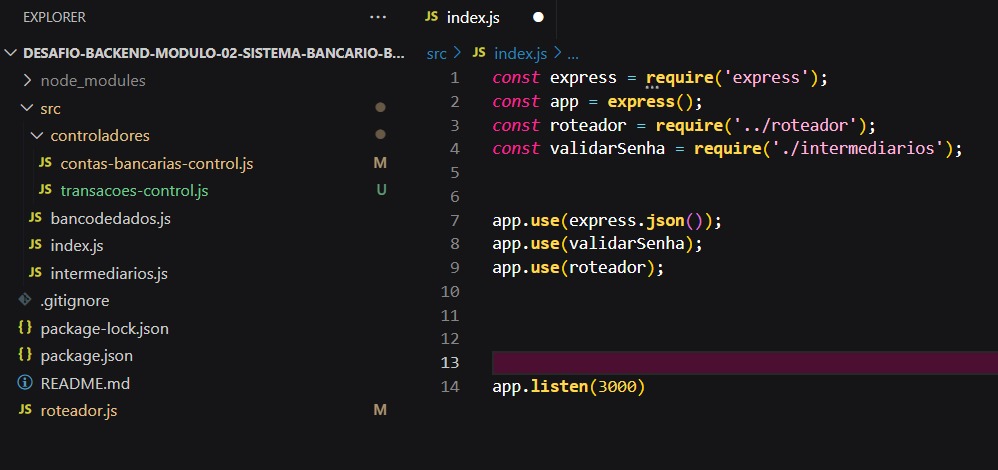 EXPLORER
...
DESAFIO-BACKEND-MODULO-02-SISTEMA-BANCARIO-B...
node_modules
src
controladores
JS contas-bancarias-control.js M
JS transacoes-control.js U
JS bancodedados.js
JS index.js
JS intermediarios.js
.gitignore
{} package-lock.json
{} package.json
README.md
JS roteador.js M
JS index.js
src > JS index.js > ...
1 const express = require('express');
2 const app = express();
3 const roteador = require('../roteador');
4 const validarSenha = require('./intermediarios');
5
6
7 app.use(express.json());
8 app.use(validarSenha);
9 app.use(roteador);
10
11
12
13
14 app.listen(3000)